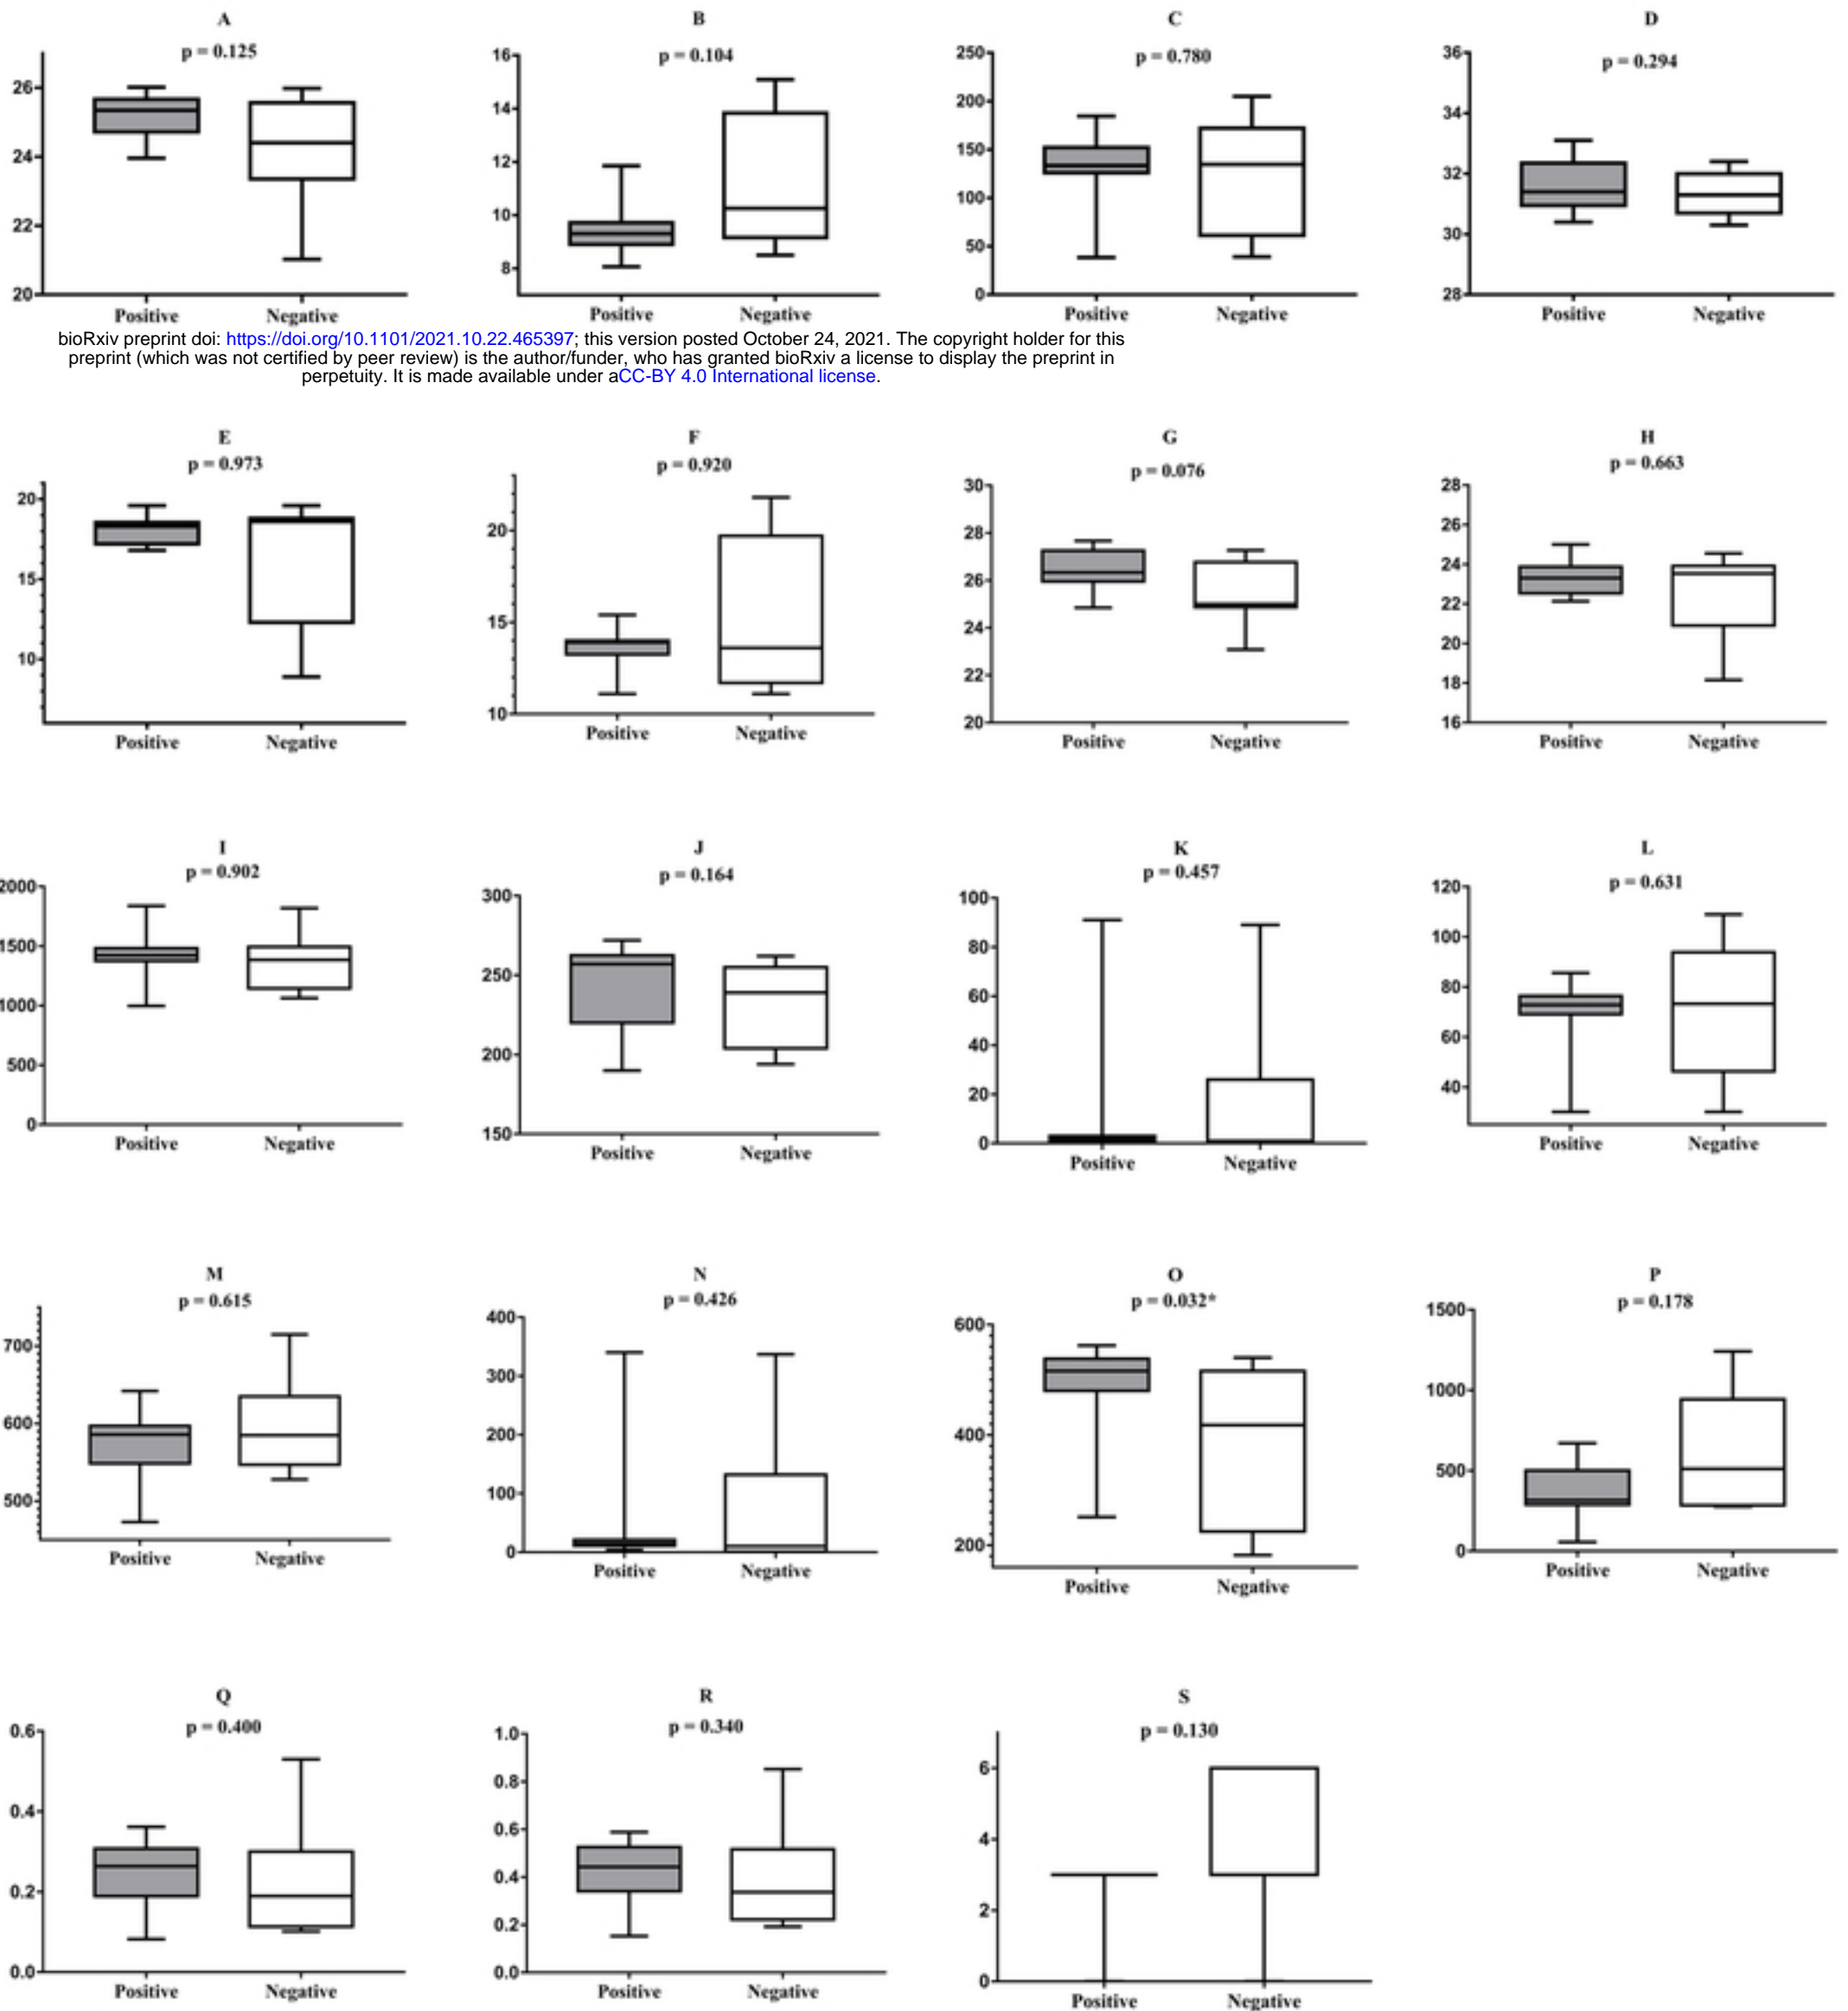 A
p = 0.125
26
24
22
20
Positive Negative
B
p = 0.104
16
14
12
10
8
Positive Negative
C
p = 0.780
250
200
150
100
50
0
Positive Negative
D
p = 0.294
36
34
32
30
28
Positive Negative
bioRxiv preprint doi: https://doi.org/10.1101/2021.10.22.465397; this version posted October 24, 2021. The copyright holder for this
preprint (which was not certified by peer review) is the author/funder, who has granted bioRxiv a license to display the preprint in
perpetuity. It is made available under aCC-BY 4.0 International license.
E
p = 0.973
20
15
10
Positive Negative
F
p = 0.920
20
15
10
Positive Negative
G
p = 0.076
30
28
26
24
22
20
Positive Negative
H
p = 0.663
28
26
24
22
20
18
16
Positive Negative
I
p = 0.902
2000
1500
1000
500
0
Positive Negative
J
p = 0.164
300
250
200
150
Positive Negative
K
p = 0.457
100
80
60
40
20
0
Positive Negative
L
p = 0.631
120
100
80
60
40
Positive Negative
M
p = 0.615
700
600
500
Positive Negative
N
p = 0.426
400
300
200
100
0
Positive Negative
O
p = 0.032*
600
400
200
Positive Negative
P
p = 0.178
1500
1000
500
0
Positive Negative
Q
p = 0.400
0.6
0.4
0.2
0.0
Positive Negative
R
p = 0.340
1.0
0.8
0.6
0.4
0.2
0.0
Positive Negative
S
p = 0.130
6
4
2
0
Positive Negative